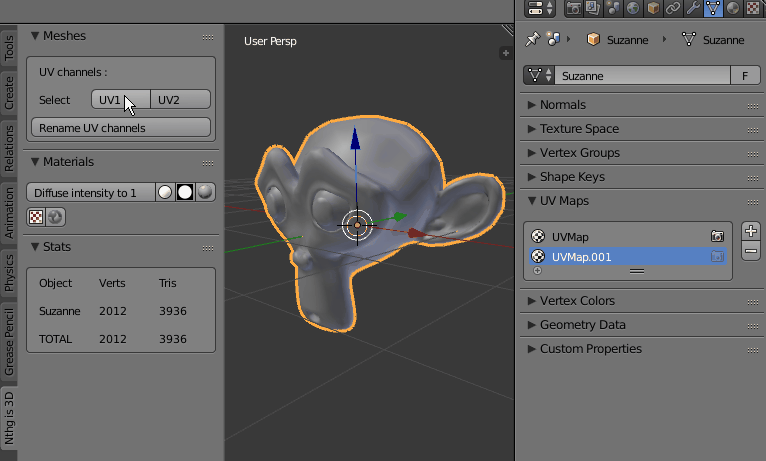 Tools
Create
Relations
Animation
Physics
Grease Pencil
Nthg is 3D
Meshes
UV channels :
Select UV1 UV2
Rename UV channels
Materials
Diffuse intensity to 1
Stats
Object Verts Tris
Suzanne 2012 3936
TOTAL 2012 3936
User Persp
Suzanne Suzanne
Suzanne F
Normals
Texture Space
Vertex Groups
Shape Keys
UV Maps
UVMap
UVMap.001
Vertex Colors
Geometry Data
Custom Properties